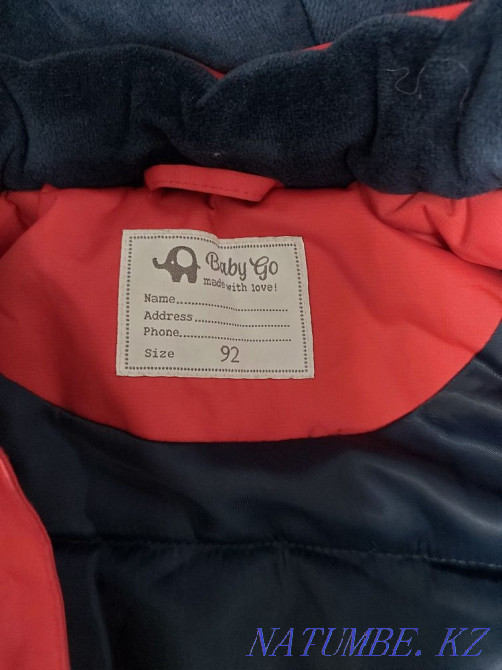 Baby Go
made with love!
Name
Address
Phone
Size 92
NATUMBE. KZ